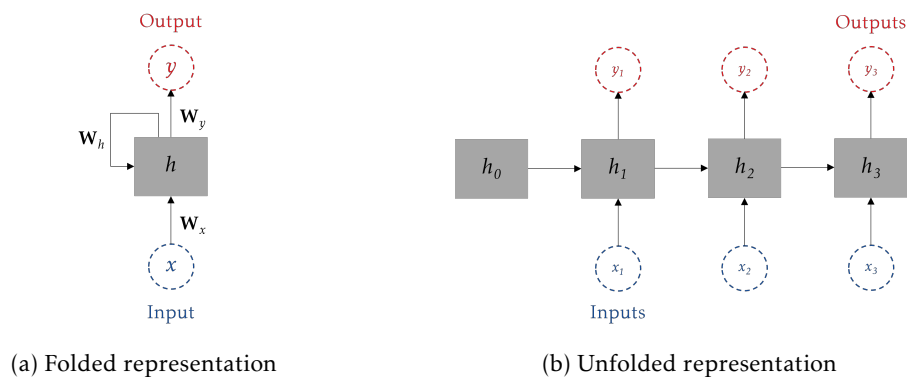 Output
y
W_y
W_h
h
W_x
x
Input
(a) Folded representation
Outputs
y_1
y_2
y_3
h_0
h_1
h_2
h_3
x_1
x_2
x_3
Inputs
(b) Unfolded representation